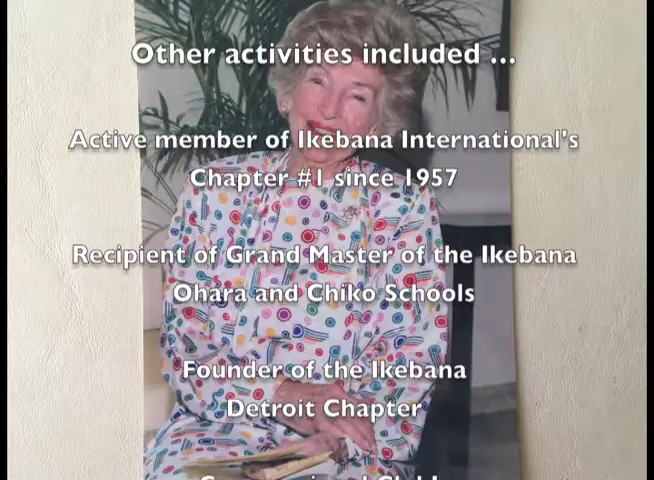 Other activities included ...
Active member of Ikebana International's
Chapter #1 since 1957
Recipient of Grand Master of the Ikebana
Ohara and Chiko Schools
Founder of the Ikebana
Detroit Chapter